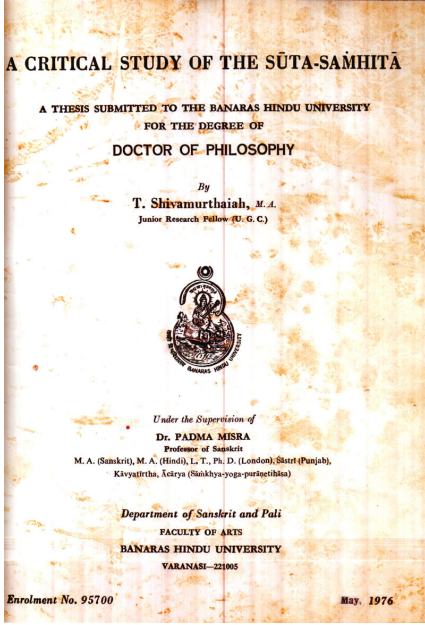 A CRITICAL STUDY OF THE SŪTA-SAṀHITĀ
A THESIS SUBMITTED TO THE BANARAS HINDU UNIVERSITY
FOR THE DEGREE OF
DOCTOR OF PHILOSOPHY
By
T. Shivamurthaiah, M. A.
Junior Research Fellow (U. G. C.)
BANARAS HINDU UNIVERSITY
Under the Supervision of
Dr. PADMA MISRA
Professor of Sanskrit
M. A. (Sanskrit), M. A. (Hindi), L. T., Ph. D. (London), Śāstrī (Punjab),
Kāvyatīrtha, Ācārya (Sāṁkhya-yoga-purāṇetihāsa)
Department of Sanskrit and Pali
FACULTY OF ARTS
BANARAS HINDU UNIVERSITY
VARANASI—221005
Enrolment No. 95700
May, 1976